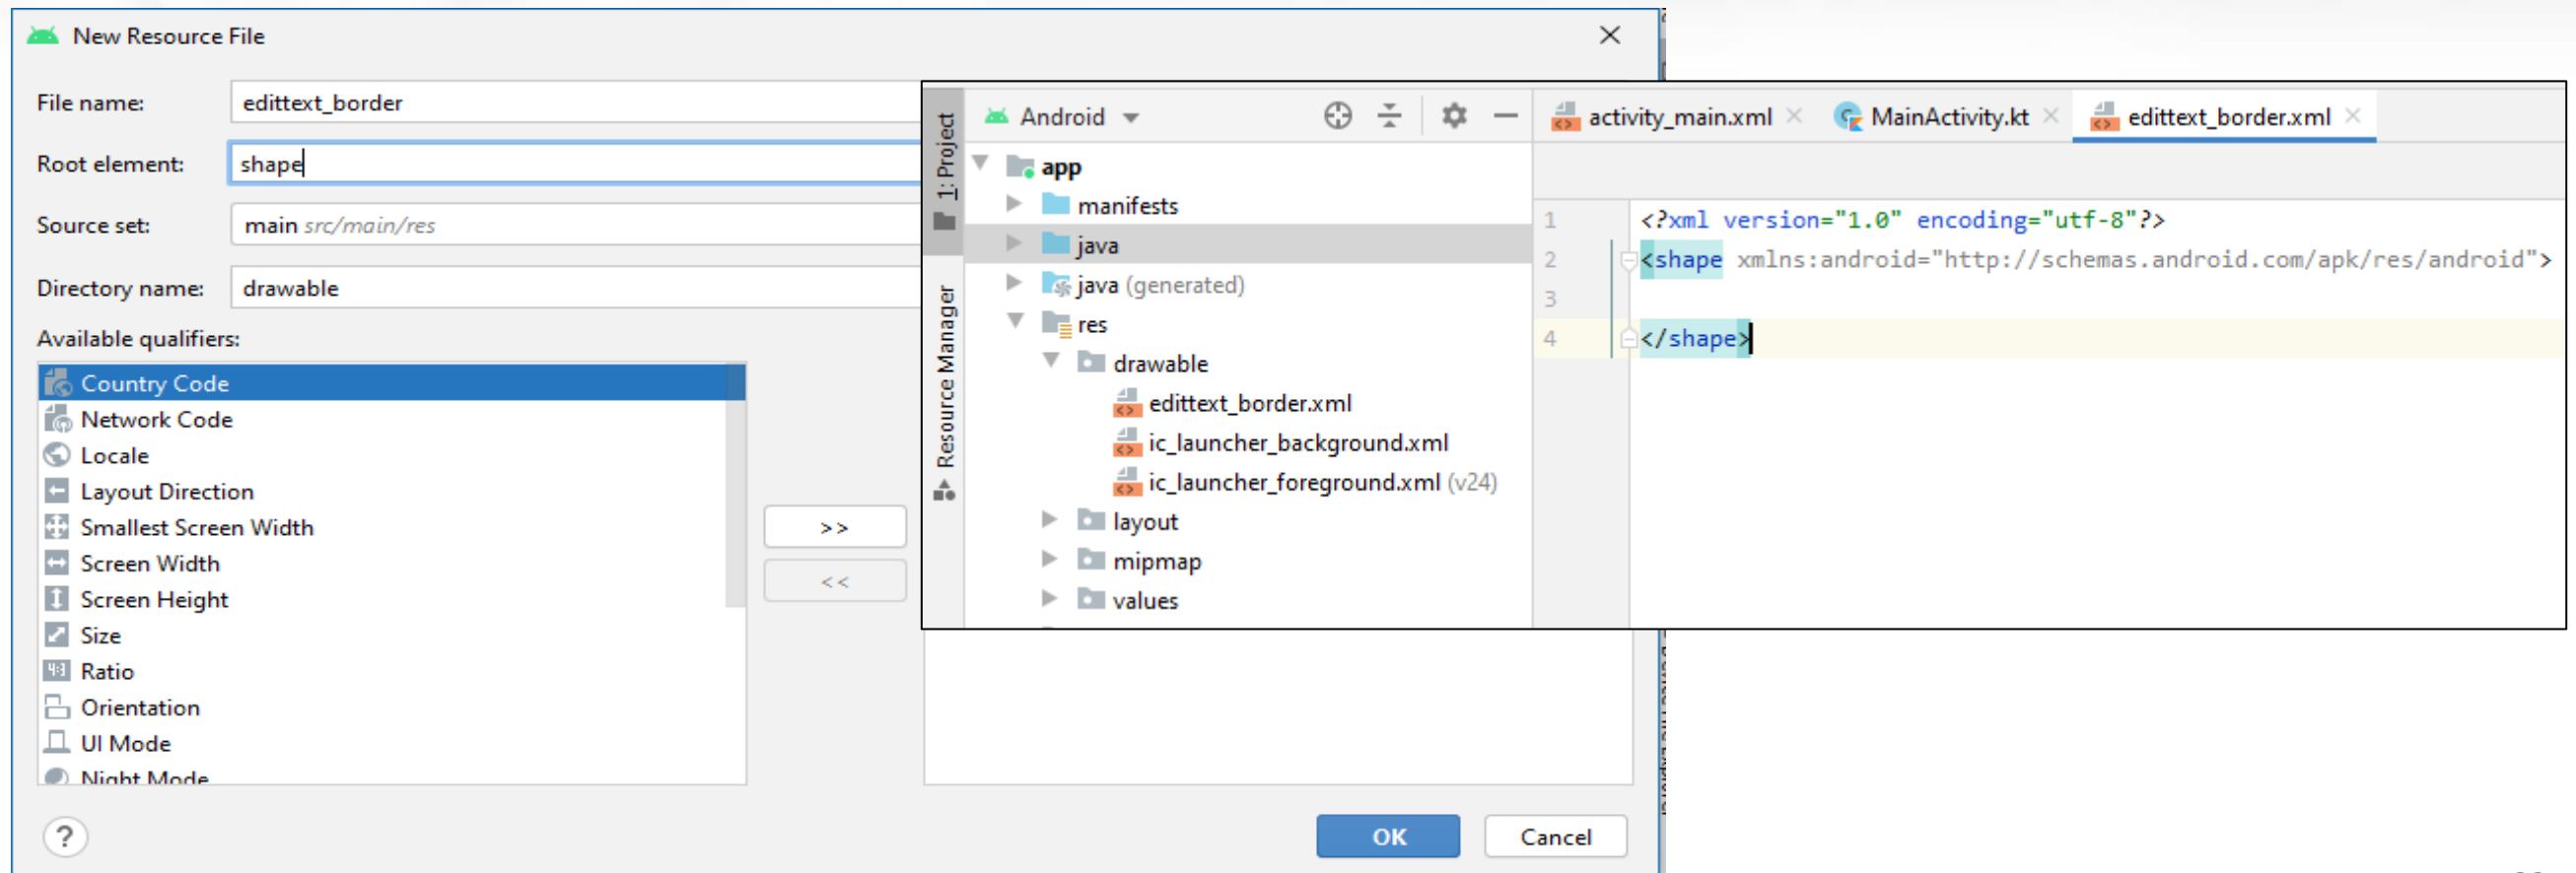 New Resource File
File name: edittext_border
Root element: shape
Source set: main src/main/res
Directory name: drawable
Available qualifiers:
Country Code
Network Code
Locale
Layout Direction
Smallest Screen Width
Screen Width
Screen Height
Size
Ratio
Orientation
UI Mode
Night Mode
>>
<<
?
OK
Cancel
1: Project
Resource Manager
Android
app
manifests
java
java (generated)
res
drawable
edittext_border.xml
ic_launcher_background.xml
ic_launcher_foreground.xml (v24)
layout
mipmap
values
activity_main.xml
MainActivity.kt
edittext_border.xml
1 <?xml version="1.0" encoding="utf-8"?>
2 <shape xmlns:android="http://schemas.android.com/apk/res/android">
3
4 </shape>